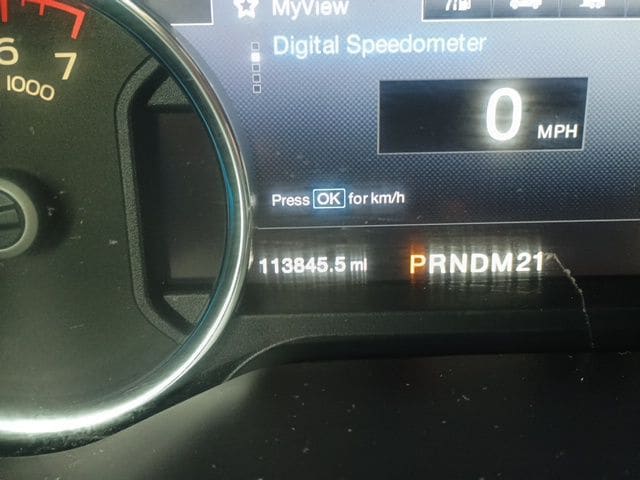 MyView
Digital Speedometer
0 MPH
Press OK for km/h
113845.5 mi
PRNDM21
6
7
1000